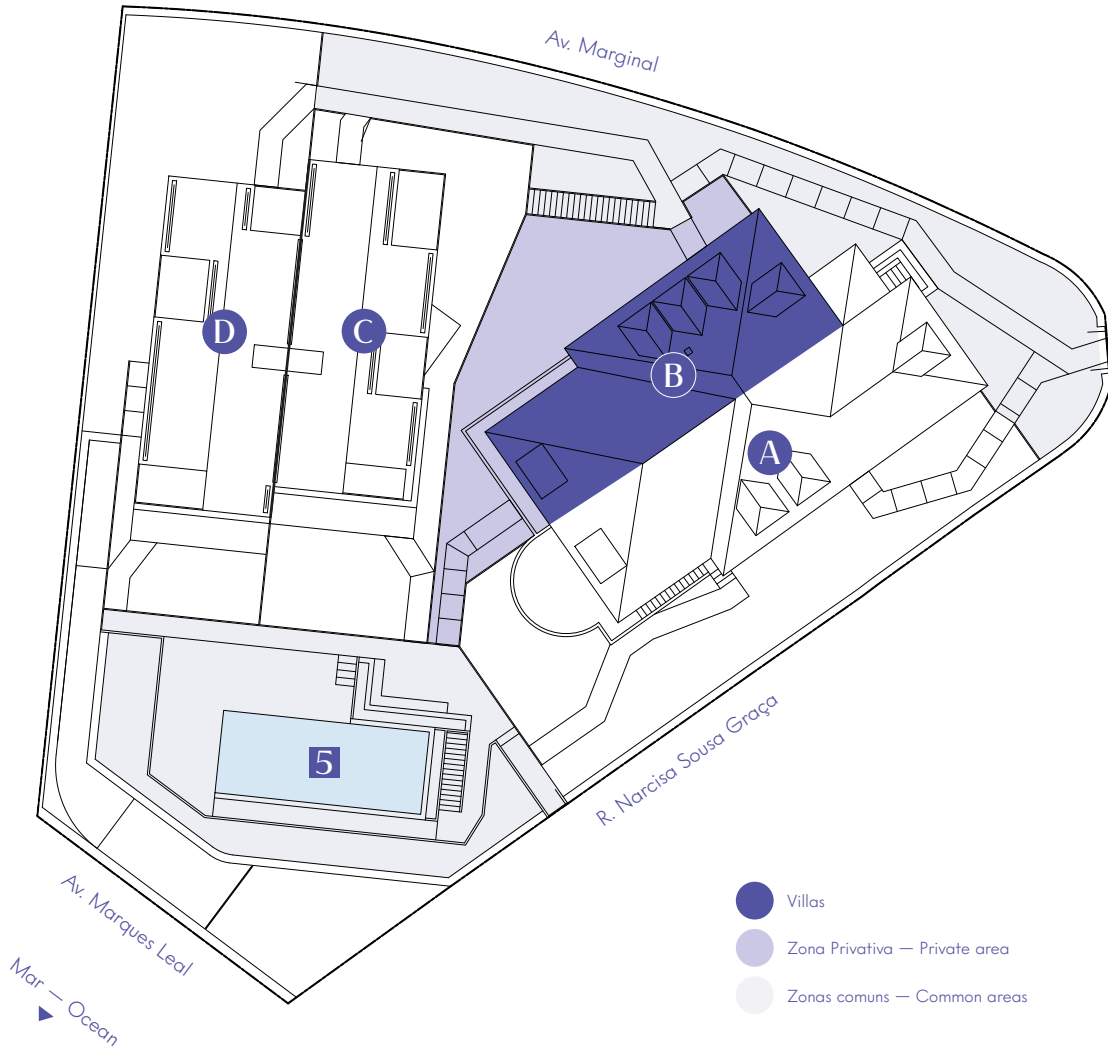 Av. Marginal
D
C
B
A
5
R. Narcisa Sousa Graça
Av. Marques Leal
Mar — Ocean
Villas
Zona Privativa — Private area
Zonas comuns — Common areas